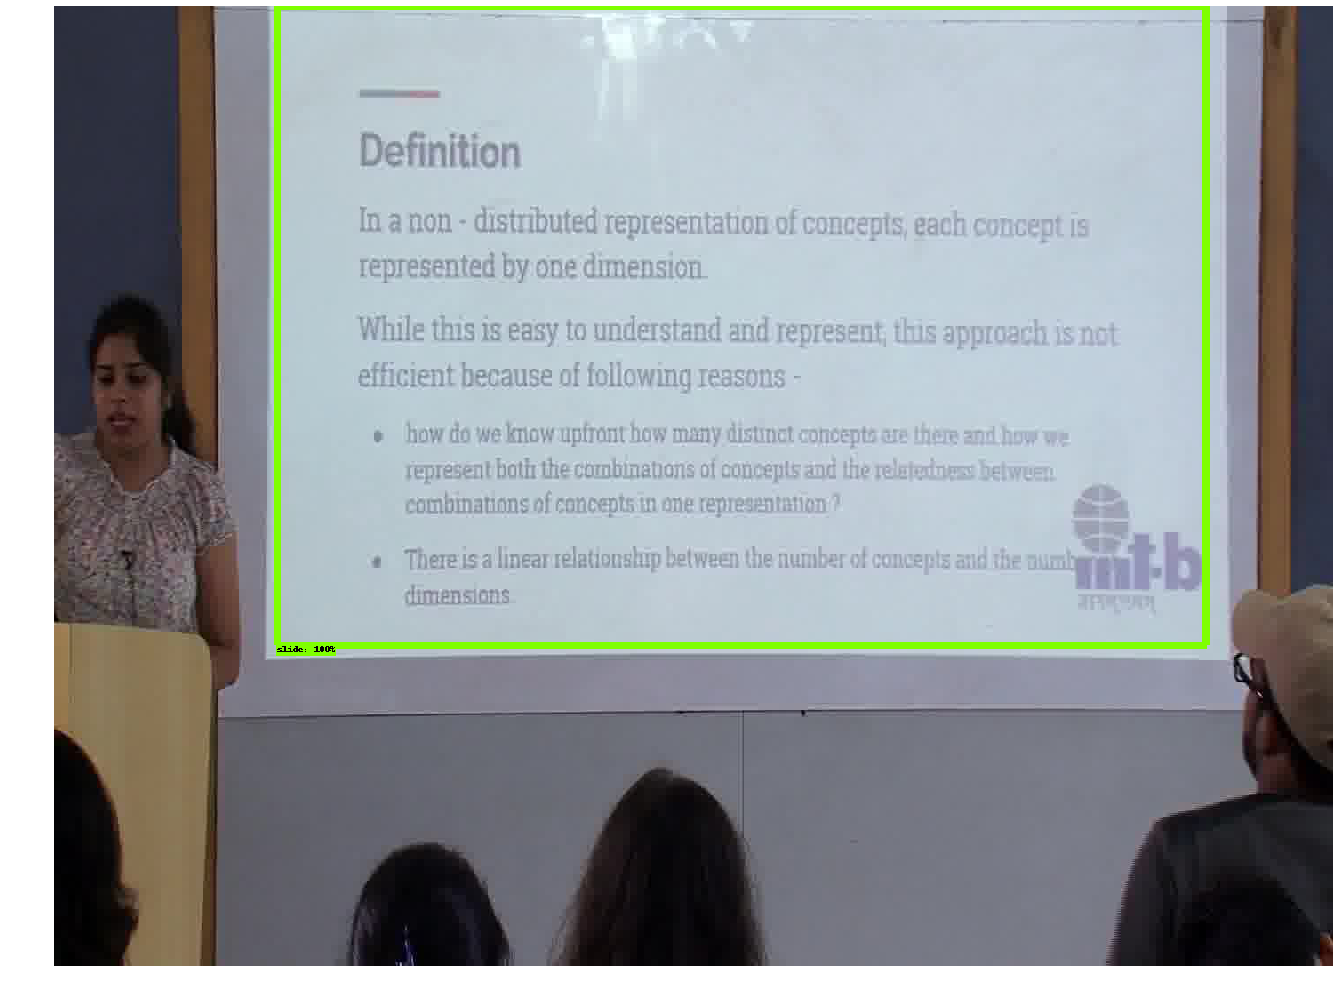 Definition
In a non - distributed representation of concepts, each concept is
represented by one dimension.
While this is easy to understand and represent, this approach is not
efficient because of following reasons -
● how do we know upfront how many distinct concepts are there and how we
represent both the combinations of concepts and the relatedness between
combinations of concepts in one representation ?
● There is a linear relationship between the number of concepts and the numb
dimensions.
iiit-b
slide: 100%